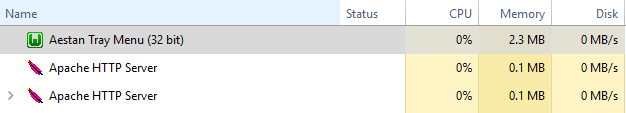 Name Status CPU Memory Disk
Aestan Tray Menu (32 bit) 0% 2.3 MB 0 MB/s
Apache HTTP Server 0% 0.1 MB 0 MB/s
Apache HTTP Server 0% 0.1 MB 0 MB/s